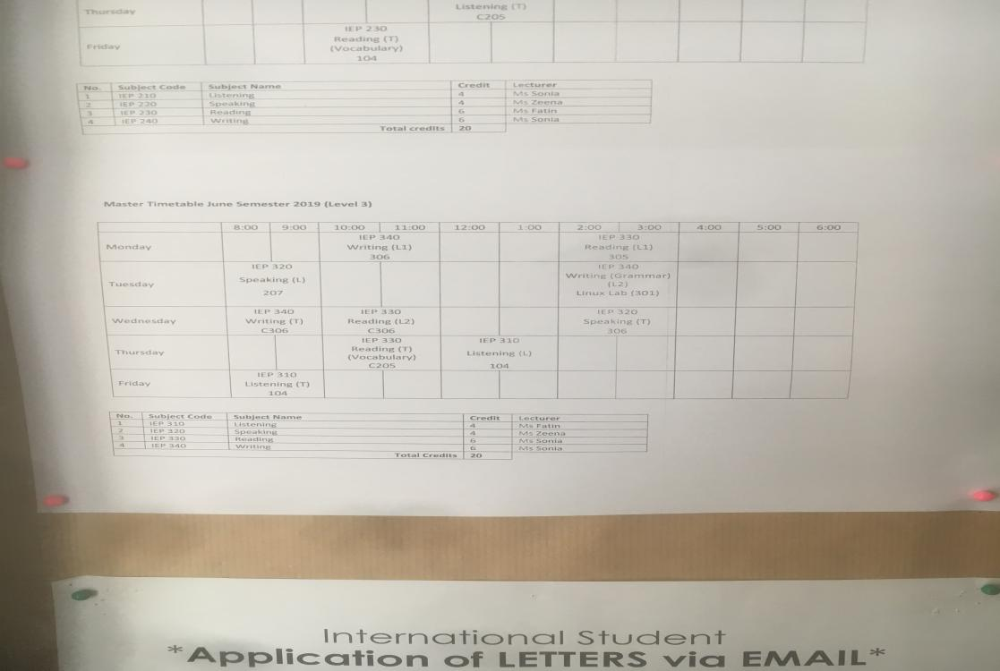 Thursday Listening (T)
C205
IEP 230
Friday Reading (T)
(Vocabulary)
104
No. Subject Code Subject Name Credit Lecturer
1 IEP 210 Listening 4 Ms Sonia
2 IEP 220 Speaking 4 Ms Zeena
3 IEP 230 Reading 6 Ms Fatin
4 IEP 240 Writing 6 Ms Sonia
Total credits 20
Master Timetable June Semester 2019 (Level 3)
8:00 9:00 10:00 11:00 12:00 1:00 2:00 3:00 4:00 5:00 6:00
IEP 340 IEP 330
Monday Writing (L1) Reading (L1)
306 305
IEP 320 IEP 340
Speaking (L) Writing (Grammar)
Tuesday (L2)
207 Linux Lab (301)
IEP 340 IEP 330 IEP 320
Wednesday Writing (T) Reading (L2) Speaking (T)
C306 C306 306
IEP 330 IEP 310
Thursday Reading (T) Listening (L)
(Vocabulary)
C205 104
IEP 310
Friday Listening (T)
104
No. Subject Code Subject Name Credit Lecturer
1 IEP 310 Listening 4 Ms Fatin
2 IEP 320 Speaking 4 Ms Zeena
3 IEP 330 Reading 6 Ms Sonia
4 IEP 340 Writing 6 Ms Sonia
Total Credits 20
International Student
*Application of LETTERS via EMAIL*